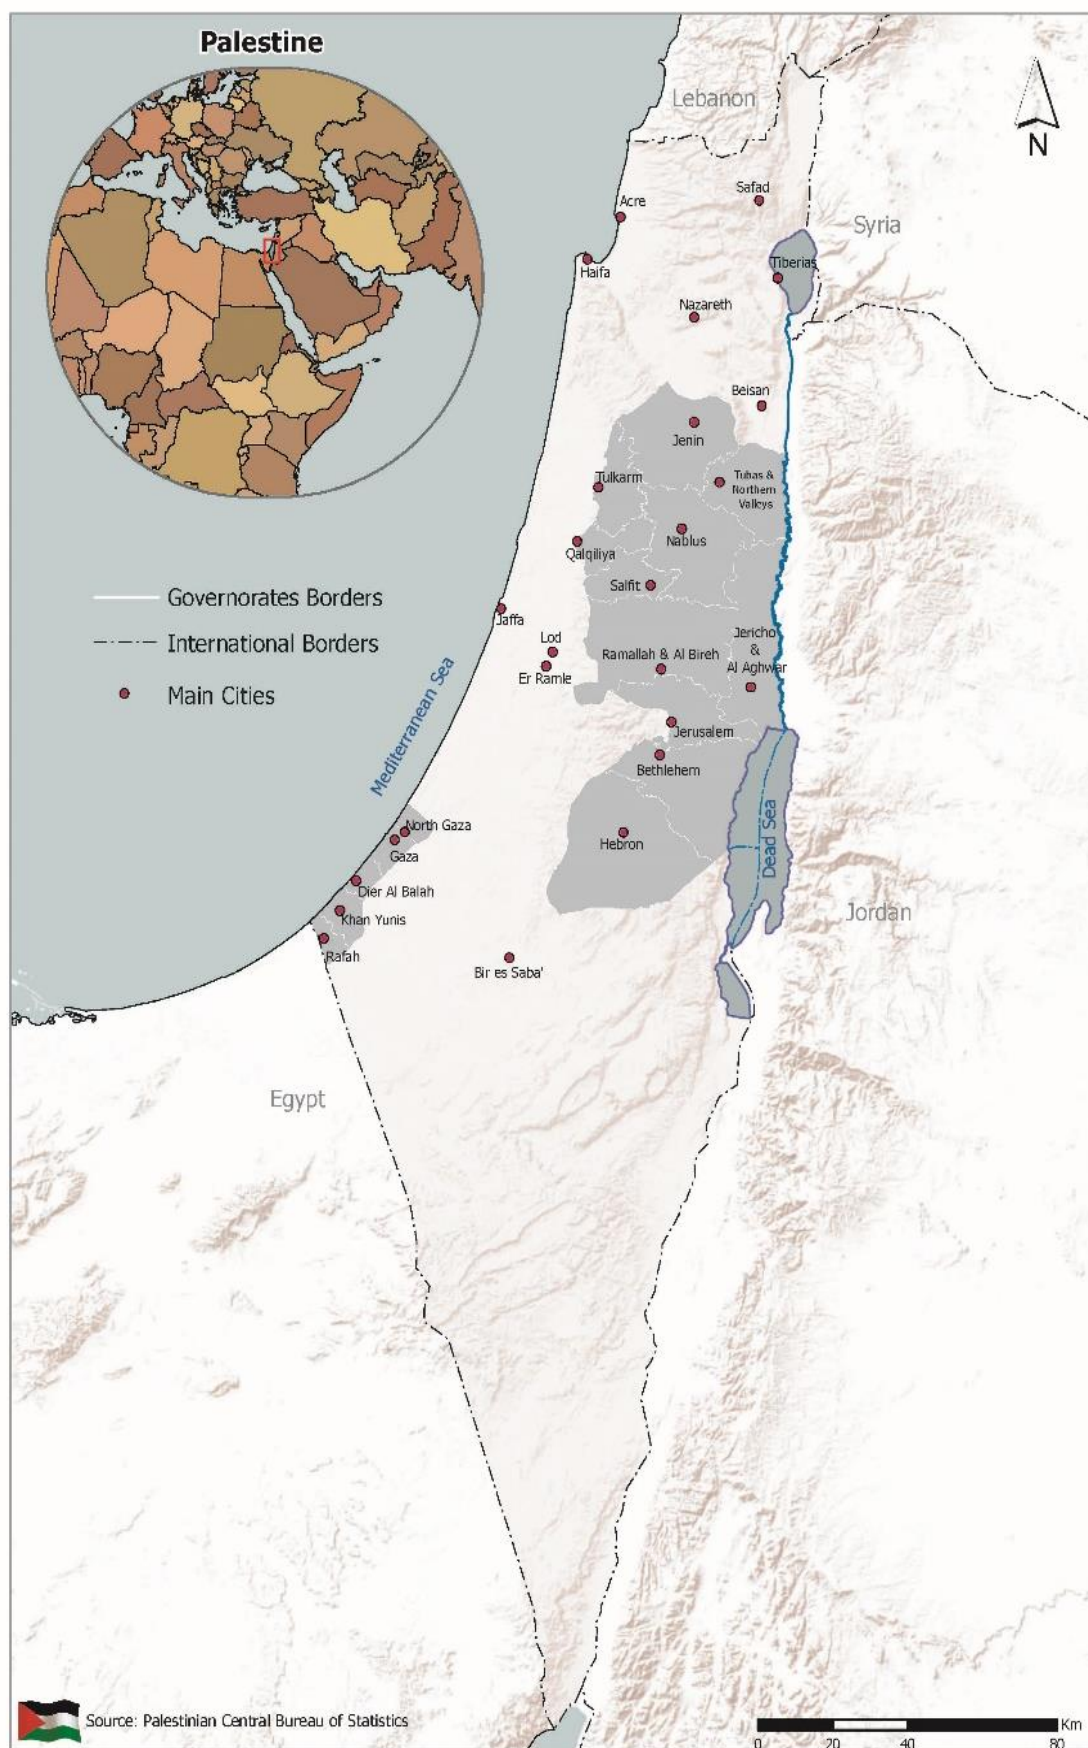 Palestine
Lebanon
N
Safad
Acre
Syria
Haifa
Tiberias
Nazareth
Beisan
Jenin
Tulkarm
Tubas &
Northern
Valleys
Nablus
Qalqiliya
Salfit
Governorates Borders
Jaffa
International Borders
Lod
Jericho
&
Al Aghwar
Ramallah & Al Bireh
Er Ramle
Main Cities
Mediterranean Sea
Jerusalem
Bethlehem
North Gaza
Gaza
Hebron
Dead Sea
Dier Al Balah
Khan Yunis
Jordan
Rafah
Bir es Saba'
Egypt
Source: Palestinian Central Bureau of Statistics
Km
0 20 40 80